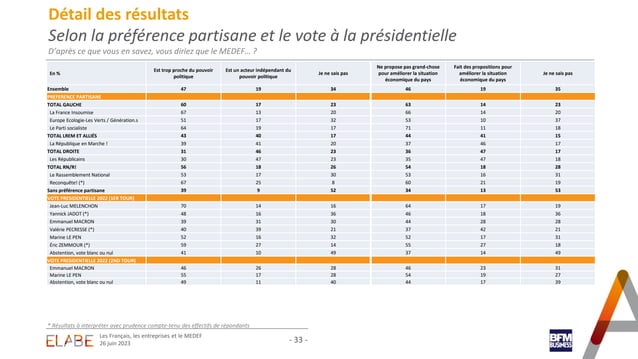 Détail des résultats
Selon la préférence partisane et le vote à la présidentielle
D'après ce que vous en savez, vous diriez que le MEDEF… ?
En % Est trop proche du pouvoir politique Est un acteur indépendant du pouvoir politique Je ne sais pas Ne propose pas grand-chose pour améliorer la situation économique du pays Fait des propositions pour améliorer la situation économique du pays Je ne sais pas
Ensemble 47 19 34 46 19 35
PREFERENCE PARTISANE
TOTAL GAUCHE 60 17 23 63 14 23
La France Insoumise 67 13 20 66 14 20
Europe Ecologie-Les Verts / Génération.s 51 17 32 53 10 37
Le Parti socialiste 64 19 17 71 11 18
TOTAL LREM ET ALLIÉS 43 40 17 44 41 15
La République en Marche ! 39 41 20 37 46 17
TOTAL DROITE 31 46 23 36 47 17
Les Républicains 30 47 23 35 47 18
TOTAL RN/R! 56 18 26 54 18 28
Le Rassemblement National 53 17 30 53 16 31
Reconquête! (*) 67 25 8 60 21 19
Sans préférence partisane 39 9 52 34 13 53
VOTE PRESIDENTIELLE 2022 (1ER TOUR)
Jean-Luc MELENCHON 70 14 16 64 17 19
Yannick JADOT (*) 48 16 36 46 18 36
Emmanuel MACRON 39 31 30 44 28 28
Valérie PECRESSE (*) 40 39 21 37 42 21
Marine LE PEN 52 16 32 52 17 31
Éric ZEMMOUR (*) 59 27 14 55 27 18
Abstention, vote blanc ou nul 41 10 49 37 14 49
VOTE PRESIDENTIELLE 2022 (2ND TOUR)
Emmanuel MACRON 46 26 28 46 23 31
Marine LE PEN 55 17 28 54 19 27
Abstention, vote blanc ou nul 49 11 40 44 17 39
* Résultats à interpréter avec prudence compte-tenu des effectifs de répondants
ELABE
Les Français, les entreprises et le MEDEF
26 juin 2023
- 33 -
BFM
BUSINESS